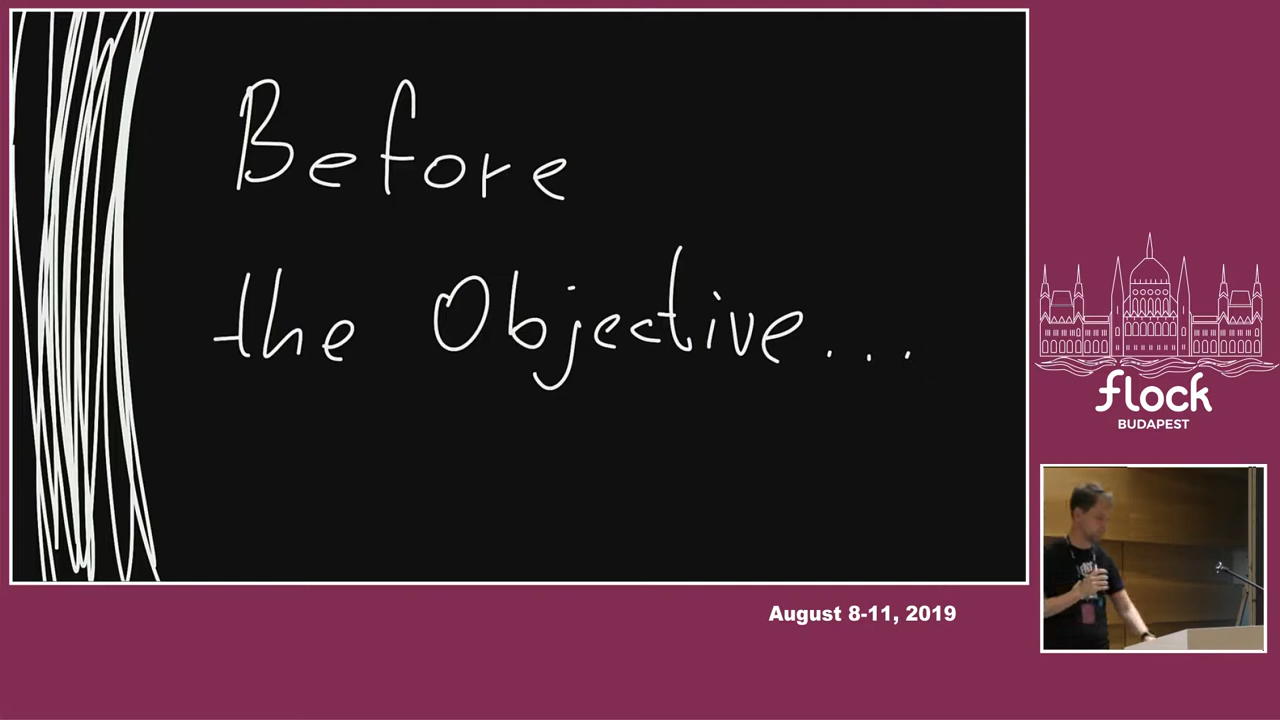 Before
the Objective...
flock
BUDAPEST
August 8-11, 2019